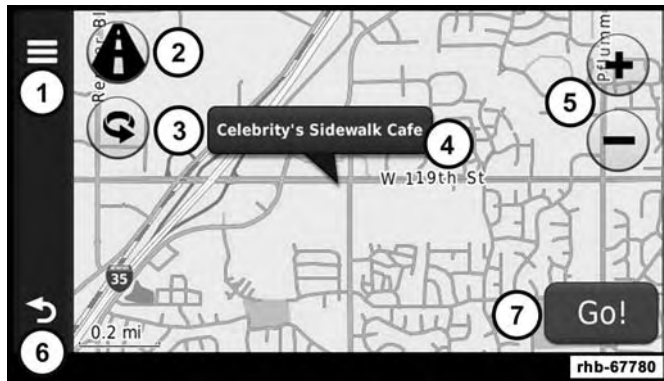 1
2
3
Celebrity's Sidewalk Cafe
4
5
Pflumm
W 119th St
35
0.2 mi
6
7
Go!
rhb-67780